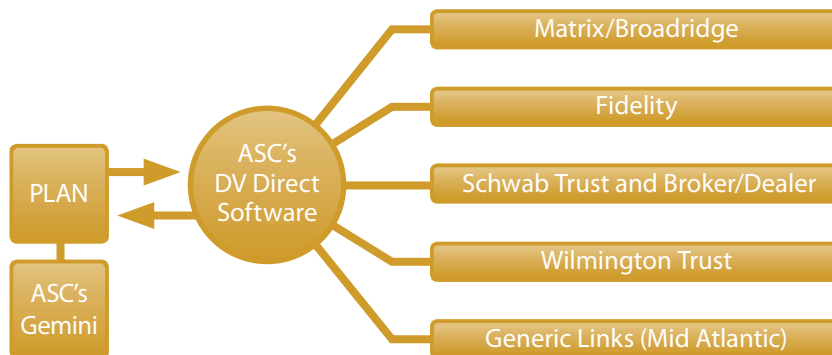 PLAN
ASC's
Gemini
ASC's
DV Direct
Software
Matrix/Broadridge
Fidelity
Schwab Trust and Broker/Dealer
Wilmington Trust
Generic Links (Mid Atlantic)